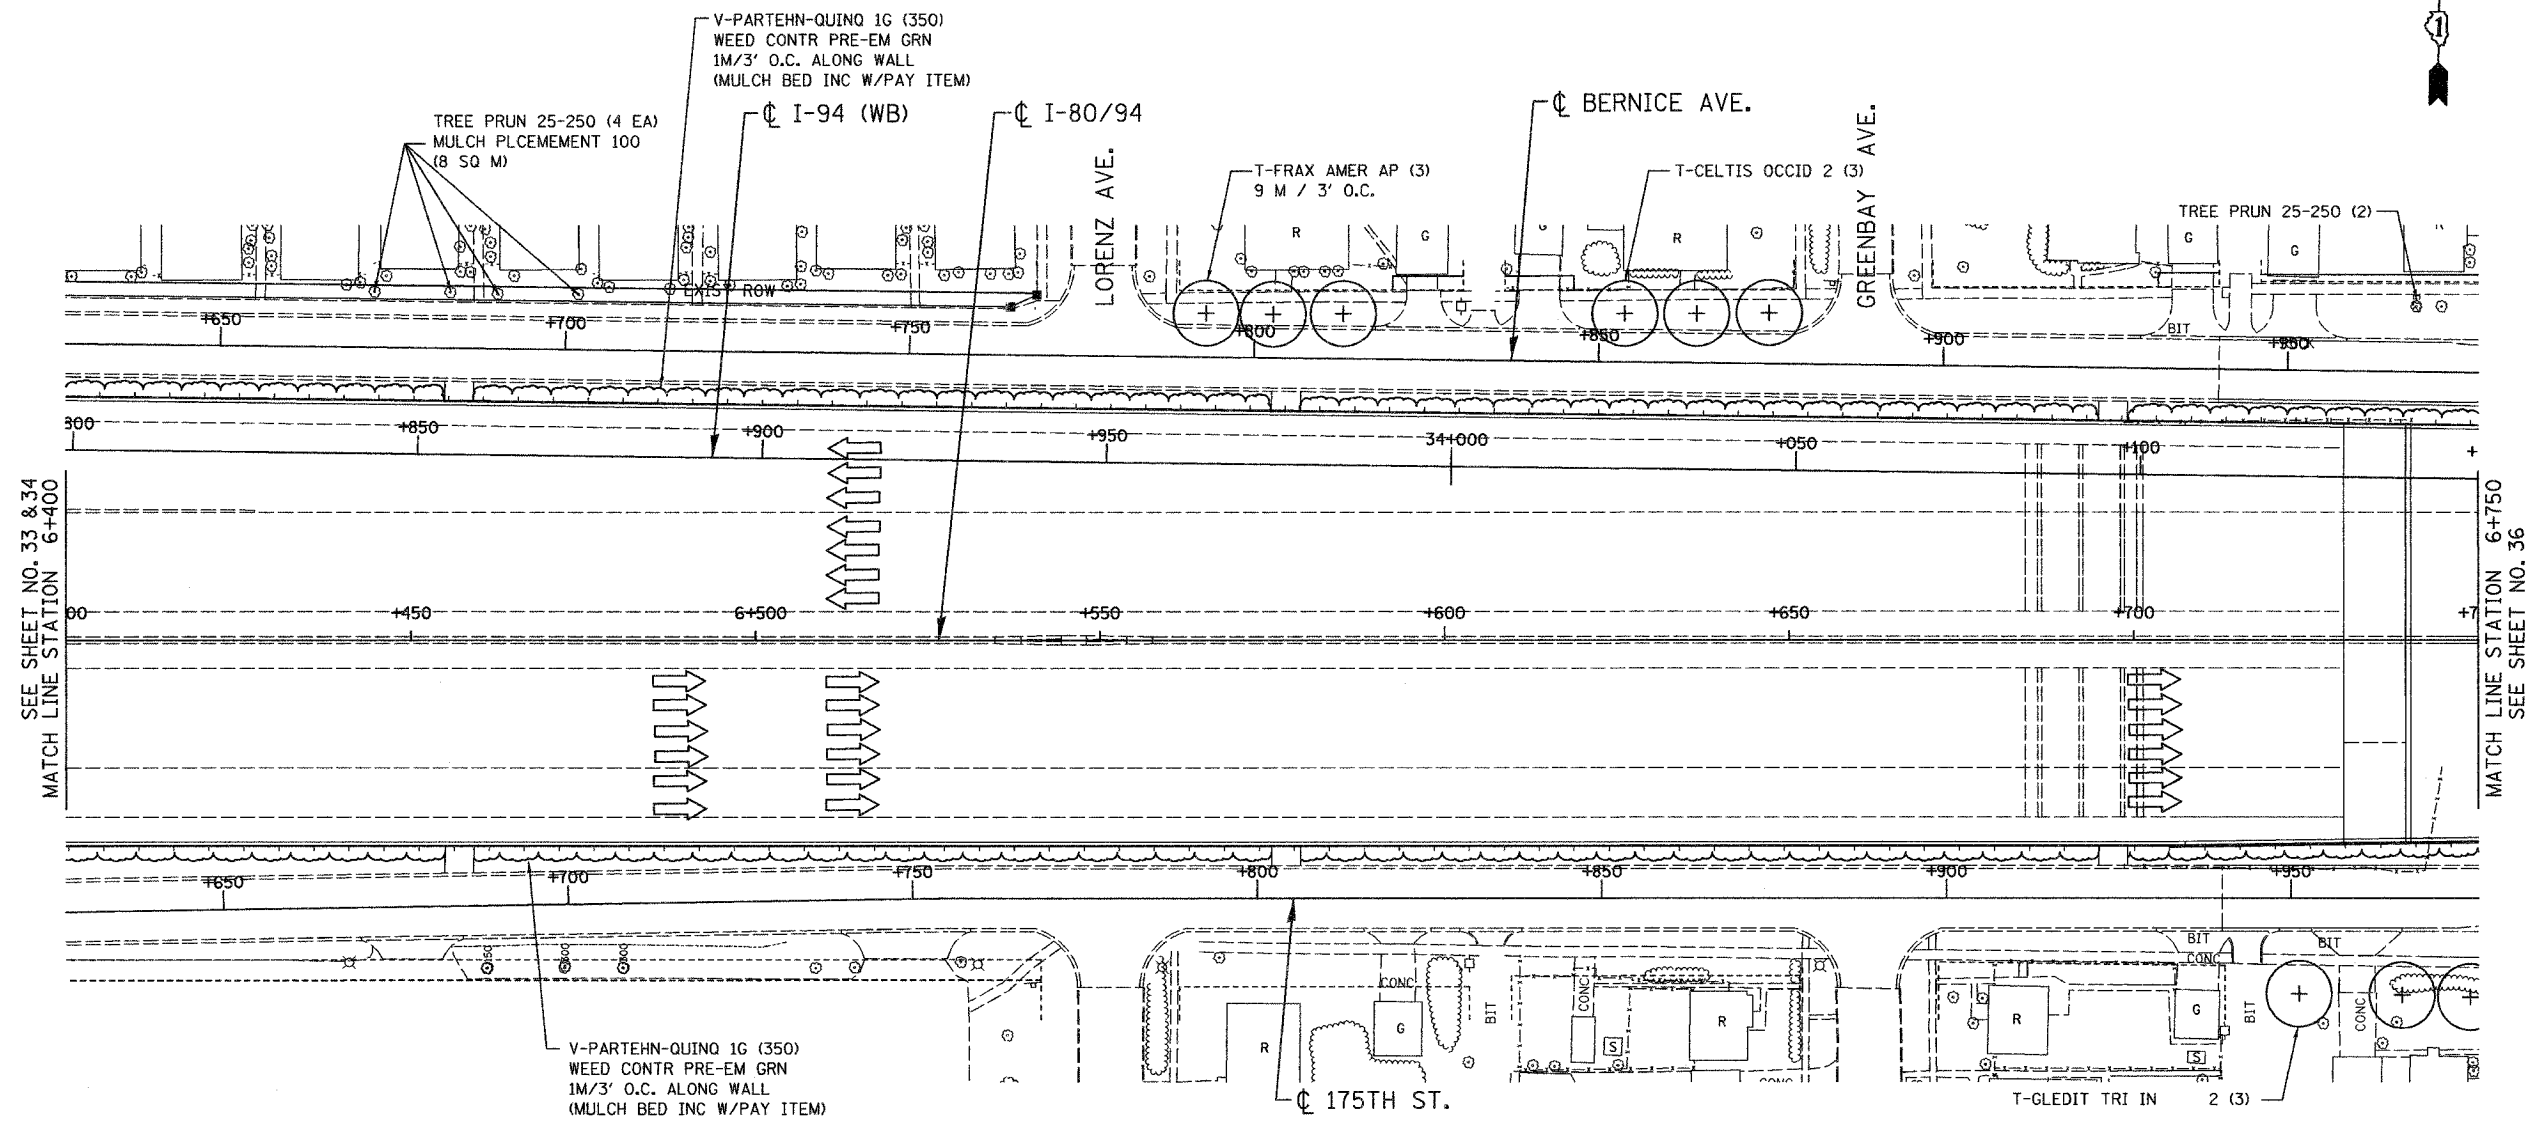 V-PARTEHN-QUINQ 1G (350)
WEED CONTR PRE-EM GRN
1M/3' O.C. ALONG WALL
(MULCH BED INC W/PAY ITEM)
1
TREE PRUN 25-250 (4 EA)
MULCH PLCEMEMENT 100
(8 SQ M)
℄ I-94 (WB)
℄ I-80/94
℄ BERNICE AVE.
LORENZ AVE.
GREENBAY AVE.
T-FRAX AMER AP (3)
9 M / 3' O.C.
T-CELTIS OCCID 2 (3)
TREE PRUN 25-250 (2)
R
G
G
R
G
G
R
EXIST ROW
BIT
+650
+700
+750
+800
+850
+900
+950
300
+850
+900
+950
34+000
+050
+100
+
SEE SHEET NO. 33 &34
MATCH LINE STATION 6+400
00
+450
6+500
+550
+600
+650
+700
+7
MATCH LINE STATION 6+750
SEE SHEET NO. 36
+650
+700
+750
+800
+850
+900
+950
BIT
CONC
BIT
CONC
R
G
BIT
CONC
S
R
CONC
R
G
S
BIT
CONC
V-PARTEHN-QUINQ 1G (350)
WEED CONTR PRE-EM GRN
1M/3' O.C. ALONG WALL
(MULCH BED INC W/PAY ITEM)
℄ 175TH ST.
T-GLEDIT TRI IN 2 (3)